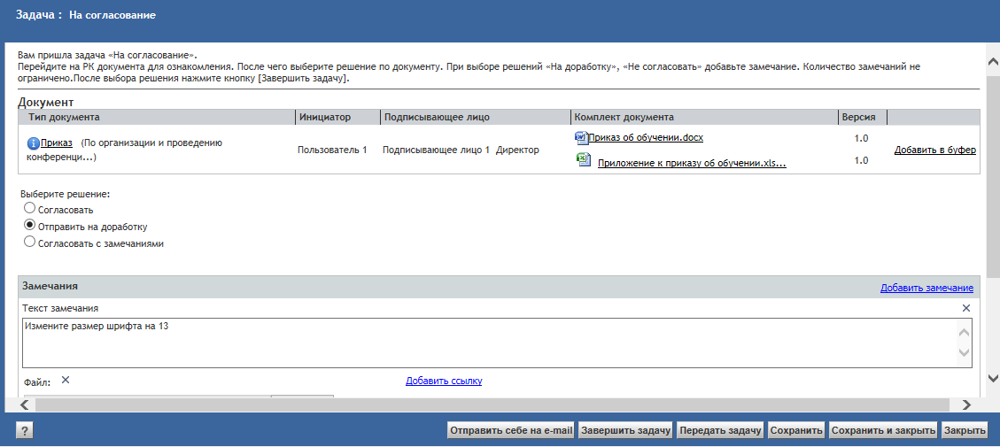 Задача : На согласование
Вам пришла задача «На согласование».
Перейдите на РК документа для ознакомления. После чего выберите решение по документу. При выборе решений «На доработку», «Не согласовать» добавьте замечание. Количество замечаний не
ограничено.После выбора решения нажмите кнопку [Завершить задачу].
Документ
Тип документа Инициатор Подписывающее лицо Комплект документа Версия
Приказ (По организации и проведению
конференци...)
Пользователь 1 Подписывающее лицо 1 Директор
Приказ об обучении.docx 1.0
Приложение к приказу об обучении.xls... 1.0
Добавить в буфер
Выберите решение:
Согласовать
Отправить на доработку
Согласовать с замечаниями
Замечания Добавить замечание
Текст замечания
Измените размер шрифта на 13
Файл: Добавить ссылку
? Отправить себе на e-mail Завершить задачу Передать задачу Сохранить Сохранить и закрыть Закрыть